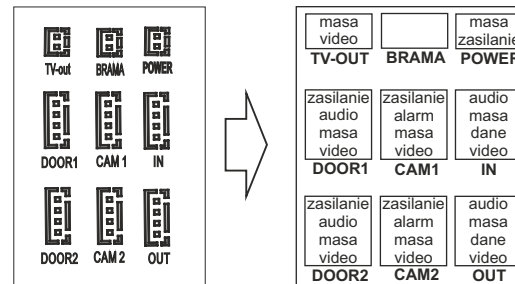 TV-out BRAMA POWER
DOOR1 CAM 1 IN
DOOR2 CAM 2 OUT
masa masa
video zasilanie
TV-OUT BRAMA POWER
zasilanie zasilanie audio
audio alarm masa
masa masa dane
video video video
DOOR1 CAM1 IN
zasilanie zasilanie audio
audio alarm masa
masa masa dane
video video video
DOOR2 CAM2 OUT